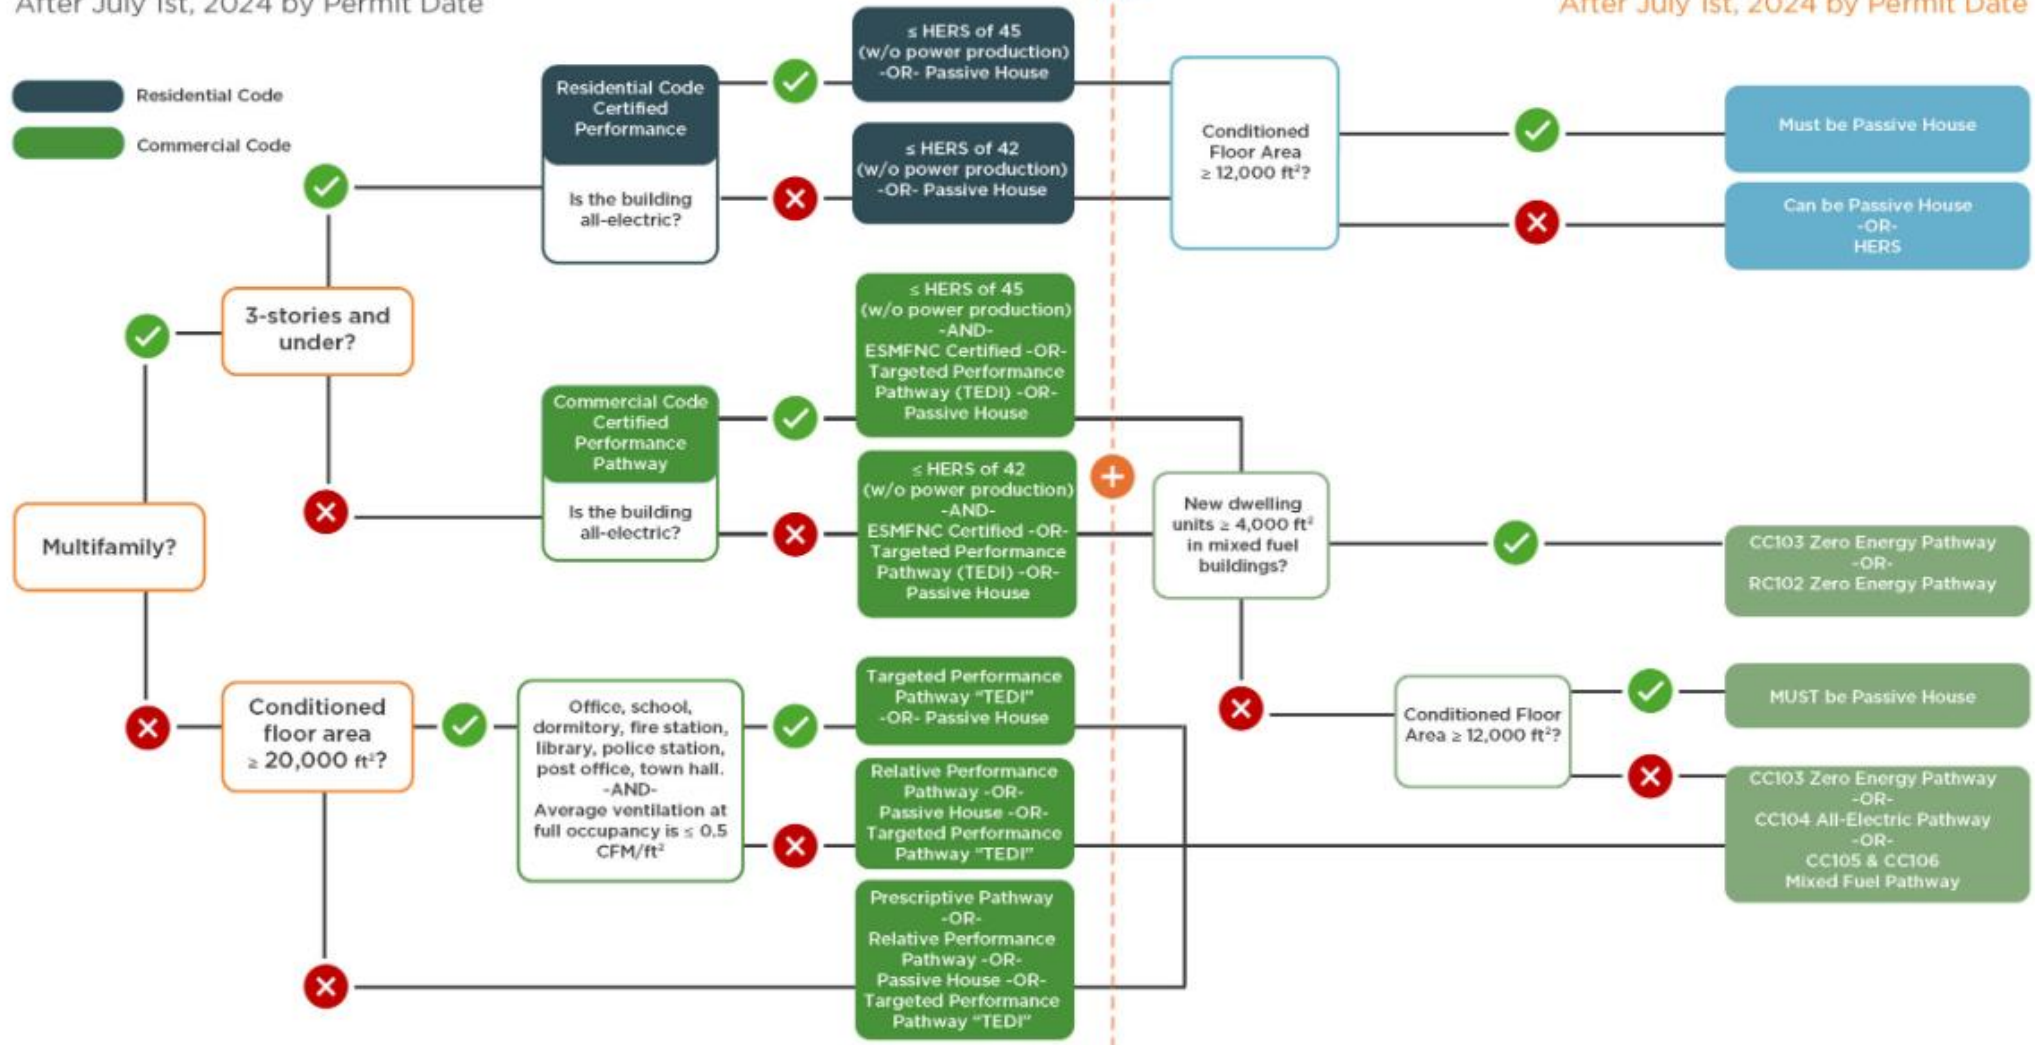 After July 1st, 2024 by Permit Date
After July 1st, 2024 by Permit Date
Residential Code
Commercial Code
Residential Code
Certified
Performance
Is the building
all-electric?
≤ HERS of 45
(w/o power production)
-OR- Passive House
≤ HERS of 42
(w/o power production)
-OR- Passive House
Conditioned
Floor Area
≥ 12,000 ft²?
Must be Passive House
Can be Passive House
-OR-
HERS
3-stories and
under?
Multifamily?
Commercial Code
Certified
Performance
Pathway
Is the building
all-electric?
≤ HERS of 45
(w/o power production)
-AND-
ESMFNC Certified -OR-
Targeted Performance
Pathway (TEDI) -OR-
Passive House
≤ HERS of 42
(w/o power production)
-AND-
ESMFNC Certified -OR-
Targeted Performance
Pathway (TEDI) -OR-
Passive House
New dwelling
units ≥ 4,000 ft²
in mixed fuel
buildings?
CC103 Zero Energy Pathway
-OR-
RC102 Zero Energy Pathway
Conditioned Floor
Area ≥ 12,000 ft²?
MUST be Passive House
CC103 Zero Energy Pathway
-OR-
CC104 All-Electric Pathway
-OR-
CC105 & CC106
Mixed Fuel Pathway
Conditioned
floor area
≥ 20,000 ft²?
Office, school,
dormitory, fire station,
library, police station,
post office, town hall.
-AND-
Average ventilation at
full occupancy is ≤ 0.5
CFM/ft²
Targeted Performance
Pathway "TEDI"
-OR- Passive House
Relative Performance
Pathway -OR-
Passive House -OR-
Targeted Performance
Pathway "TEDI"
Prescriptive Pathway
-OR-
Relative Performance
Pathway -OR-
Passive House -OR-
Targeted Performance
Pathway "TEDI"